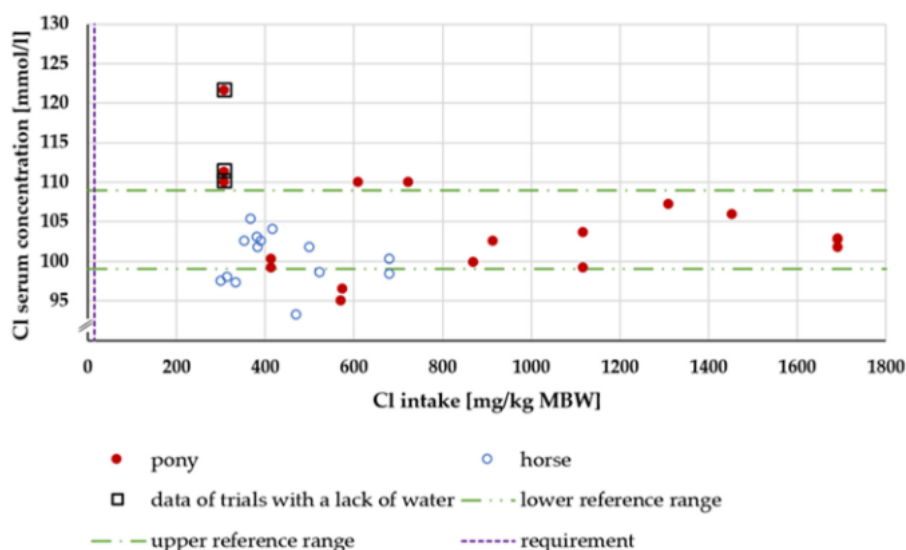 130
125
120
115
110
105
100
95
Cl serum concentration [mmol/l]
0 200 400 600 800 1000 1200 1400 1600 1800
Cl intake [mg/kg MBW]
pony horse
data of trials with a lack of water lower reference range
upper reference range requirement